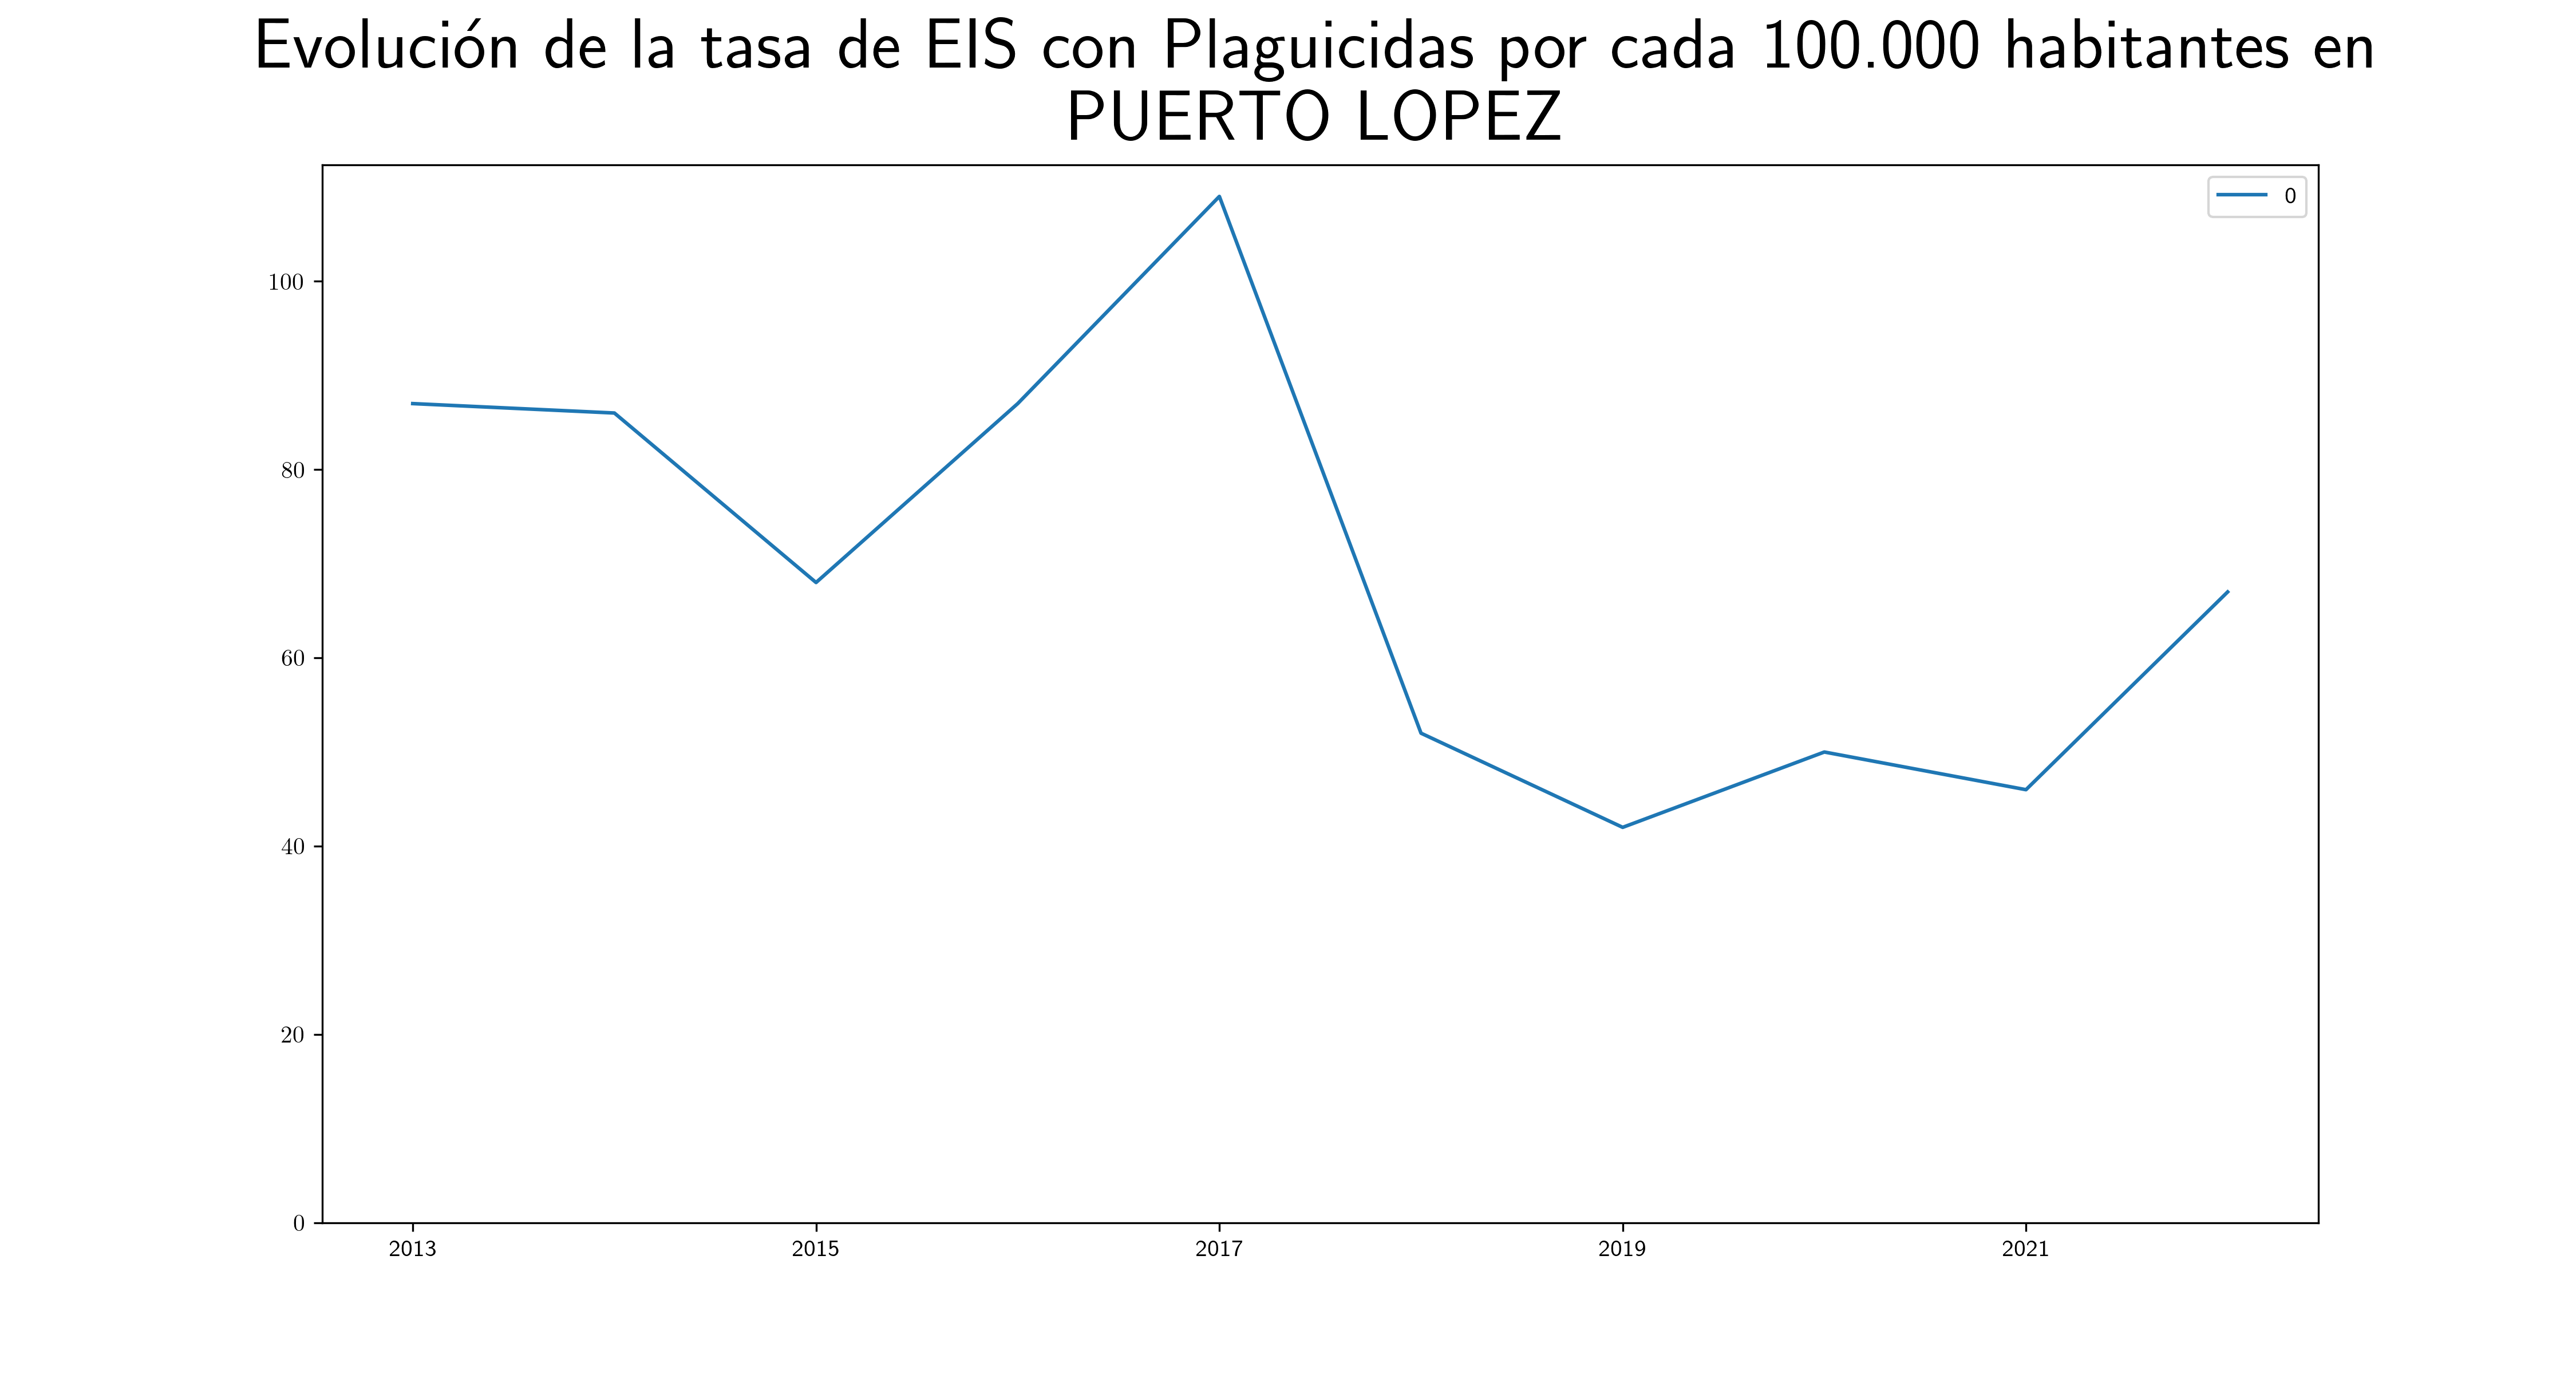 Evolución de la tasa de EIS con Plaguicidas por cada 100.000 habitantes en
PUERTO LOPEZ
0
100
80
60
40
20
0
2013 2015 2017 2019 2021